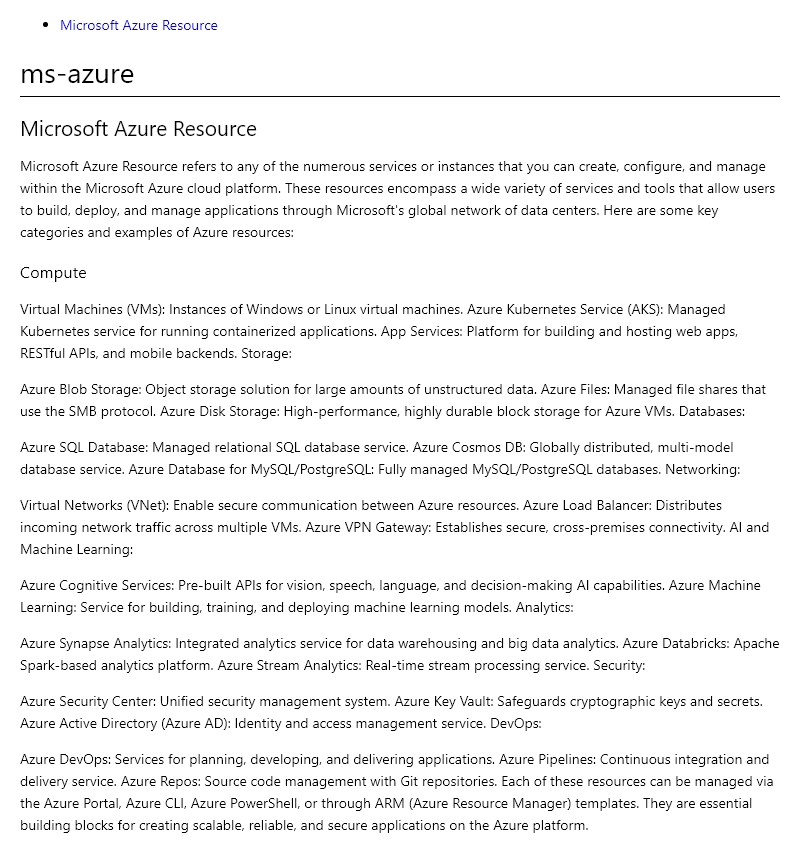 Microsoft Azure Resource
ms-azure
Microsoft Azure Resource
Microsoft Azure Resource refers to any of the numerous services or instances that you can create, configure, and manage
within the Microsoft Azure cloud platform. These resources encompass a wide variety of services and tools that allow users
to build, deploy, and manage applications through Microsoft's global network of data centers. Here are some key
categories and examples of Azure resources:
Compute
Virtual Machines (VMs): Instances of Windows or Linux virtual machines. Azure Kubernetes Service (AKS): Managed
Kubernetes service for running containerized applications. App Services: Platform for building and hosting web apps,
RESTful APIs, and mobile backends. Storage:
Azure Blob Storage: Object storage solution for large amounts of unstructured data. Azure Files: Managed file shares that
use the SMB protocol. Azure Disk Storage: High-performance, highly durable block storage for Azure VMs. Databases:
Azure SQL Database: Managed relational SQL database service. Azure Cosmos DB: Globally distributed, multi-model
database service. Azure Database for MySQL/PostgreSQL: Fully managed MySQL/PostgreSQL databases. Networking:
Virtual Networks (VNet): Enable secure communication between Azure resources. Azure Load Balancer: Distributes
incoming network traffic across multiple VMs. Azure VPN Gateway: Establishes secure, cross-premises connectivity. AI and
Machine Learning:
Azure Cognitive Services: Pre-built APIs for vision, speech, language, and decision-making AI capabilities. Azure Machine
Learning: Service for building, training, and deploying machine learning models. Analytics:
Azure Synapse Analytics: Integrated analytics service for data warehousing and big data analytics. Azure Databricks: Apache
Spark-based analytics platform. Azure Stream Analytics: Real-time stream processing service. Security:
Azure Security Center: Unified security management system. Azure Key Vault: Safeguards cryptographic keys and secrets.
Azure Active Directory (Azure AD): Identity and access management service. DevOps:
Azure DevOps: Services for planning, developing, and delivering applications. Azure Pipelines: Continuous integration and
delivery service. Azure Repos: Source code management with Git repositories. Each of these resources can be managed via
the Azure Portal, Azure CLI, Azure PowerShell, or through ARM (Azure Resource Manager) templates. They are essential
building blocks for creating scalable, reliable, and secure applications on the Azure platform.